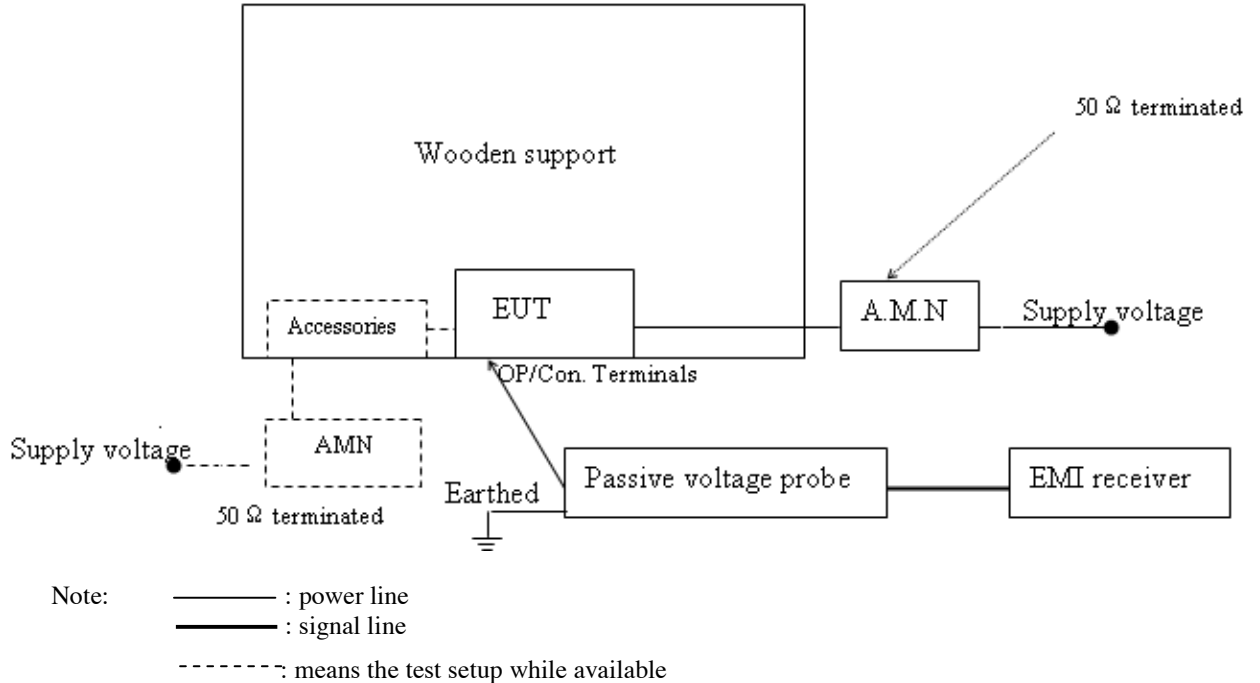 50 Ω terminated
Wooden support
EUT
A.M.N
Supply voltage
Accessories
OP/Con. Terminals
Supply voltage
AMN
50 Ω terminated
Earthed
Passive voltage probe
EMI receiver
Note: : power line
: signal line
: means the test setup while available